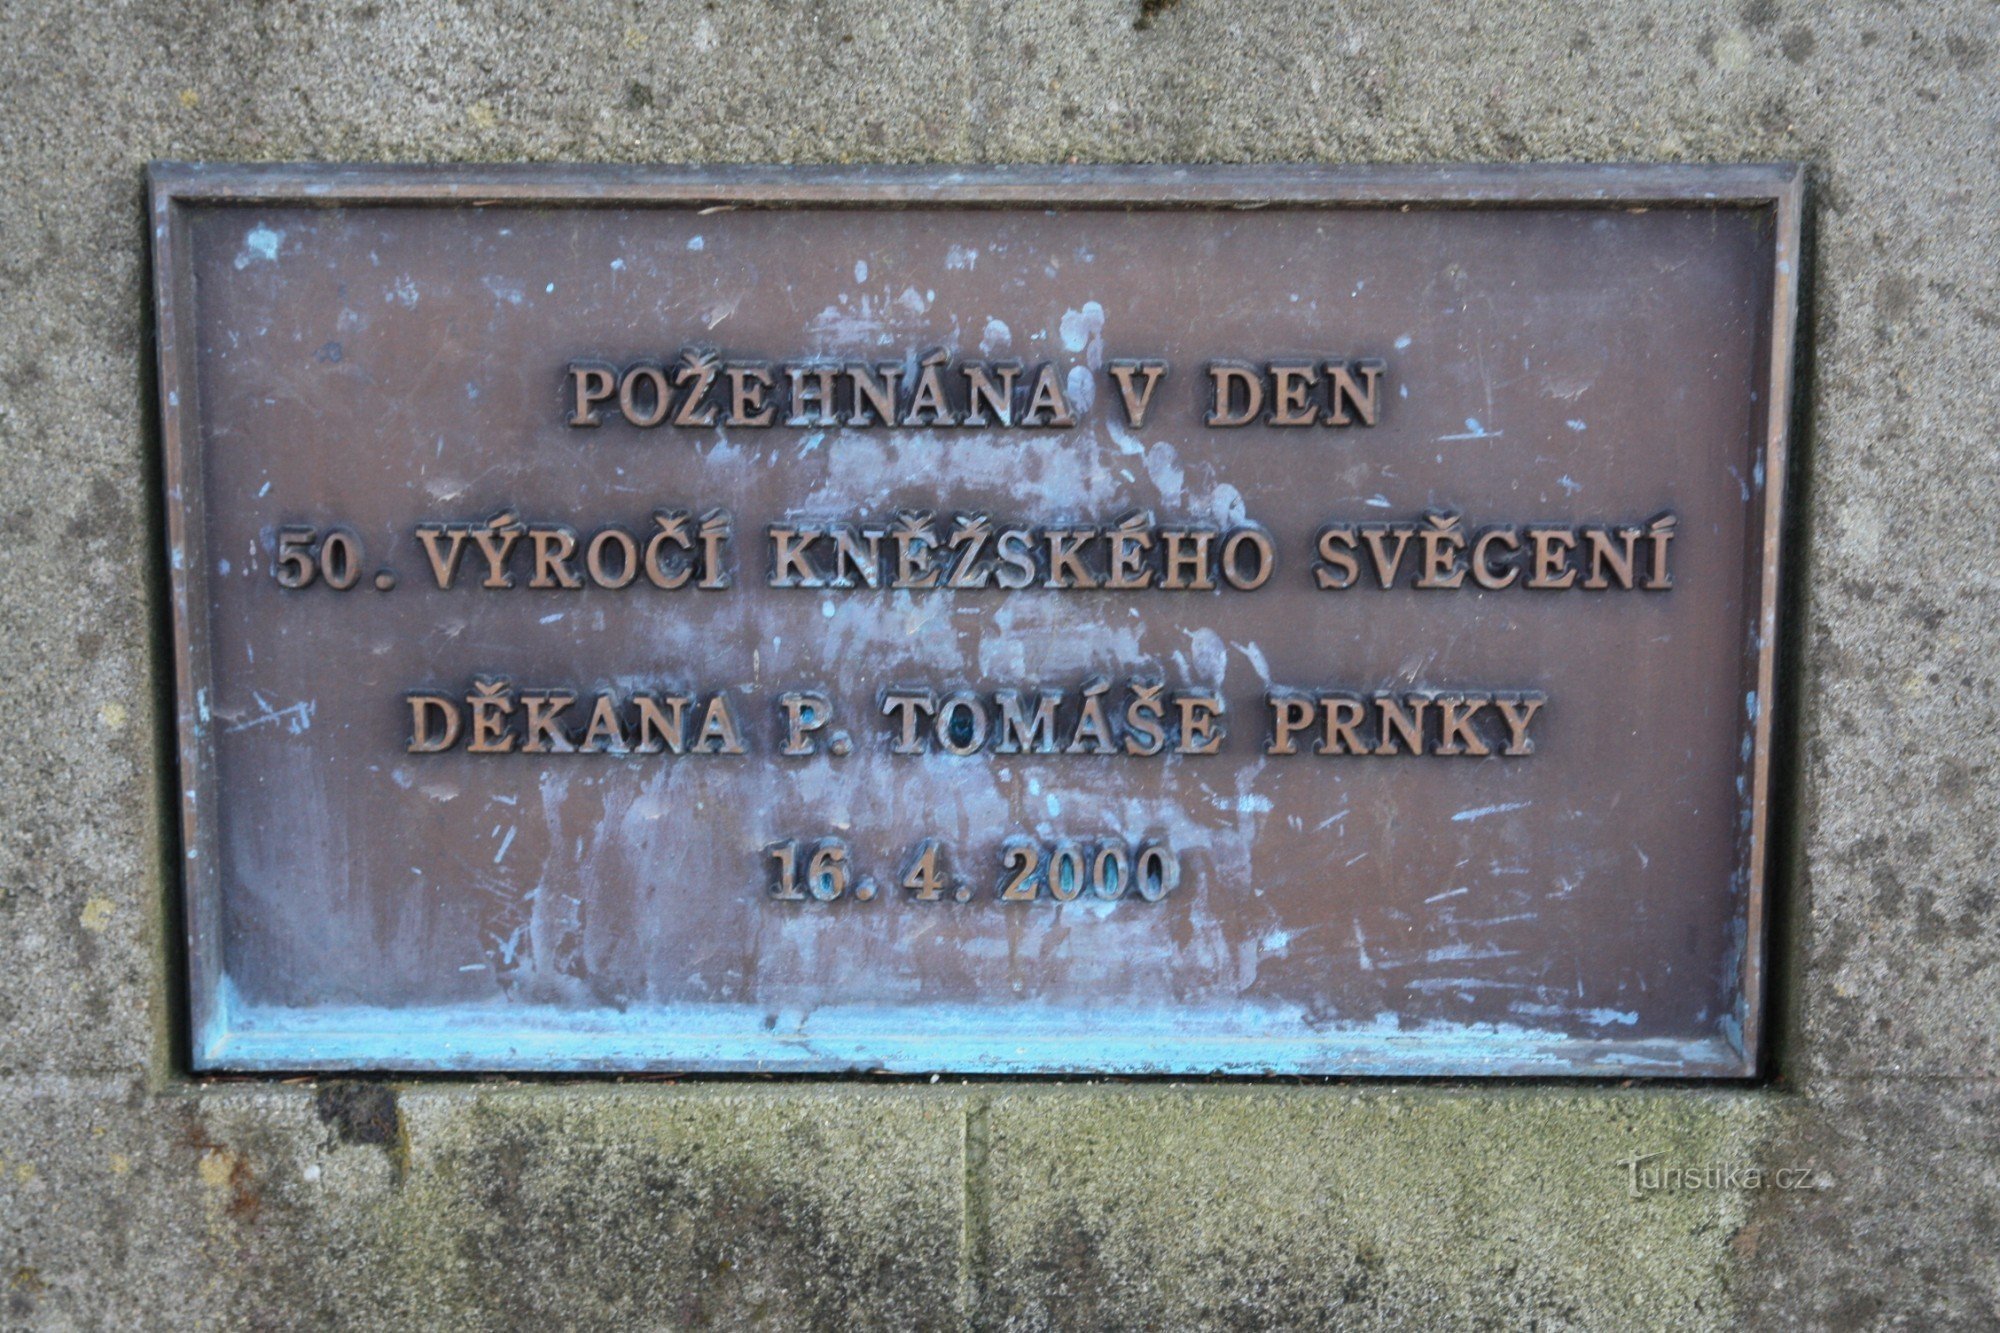 POŽEHNÁNA V DEN
50. VÝROČÍ KNĚŽSKÉHO SVĚCENÍ
DĚKANA P. TOMÁŠE PRNKY
16. 4. 2000
Turistika.cz